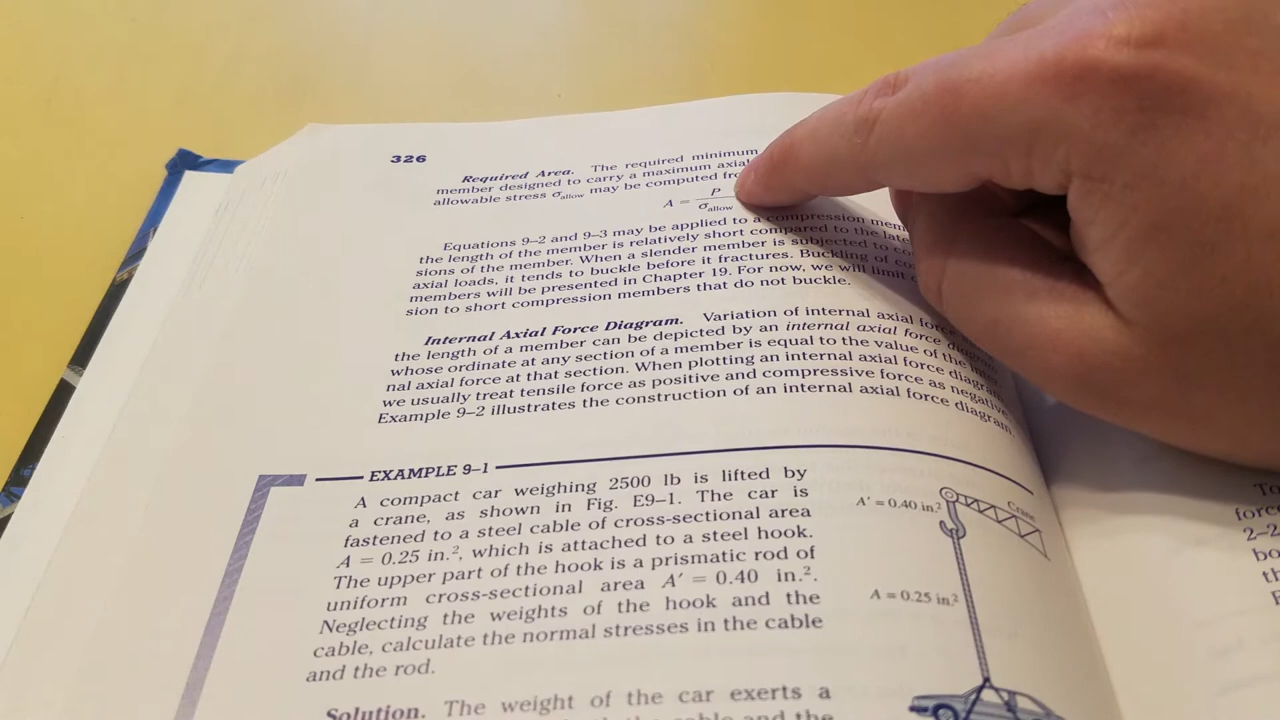 326
Required Area. The required minimum
member designed to carry a maximum axial
allowable stress σallow may be computed
A = P / σallow
Equations 9–2 and 9–3 may be applied to a compression
the length of the member is relatively short compared to the
sions of the member. When a slender member is subjected to
axial loads, it tends to buckle before it fractures. Buckling of
members will be presented in Chapter 19. For now, we will limit
sion to short compression members that do not buckle.
Internal Axial Force Diagram. Variation of internal axial force
the length of a member can be depicted by an internal axial force diagram
whose ordinate at any section of a member is equal to the value of the
nal axial force at that section. When plotting an internal axial force diagram
we usually treat tensile force as positive and compressive force as negative.
Example 9–2 illustrates the construction of an internal axial force diagram.
EXAMPLE 9–1
A compact car weighing 2500 lb is lifted by
a crane, as shown in Fig. E9–1. The car is
fastened to a steel cable of cross-sectional area
A = 0.25 in.², which is attached to a steel hook.
The upper part of the hook is a prismatic rod of
uniform cross-sectional area A′ = 0.40 in.².
Neglecting the weights of the hook and the
cable, calculate the normal stresses in the cable
and the rod.
Solution. The weight of the car exerts a
cable and the
A′ = 0.40 in.²
Crane
A = 0.25 in.²
To
force
2–2
bo
th